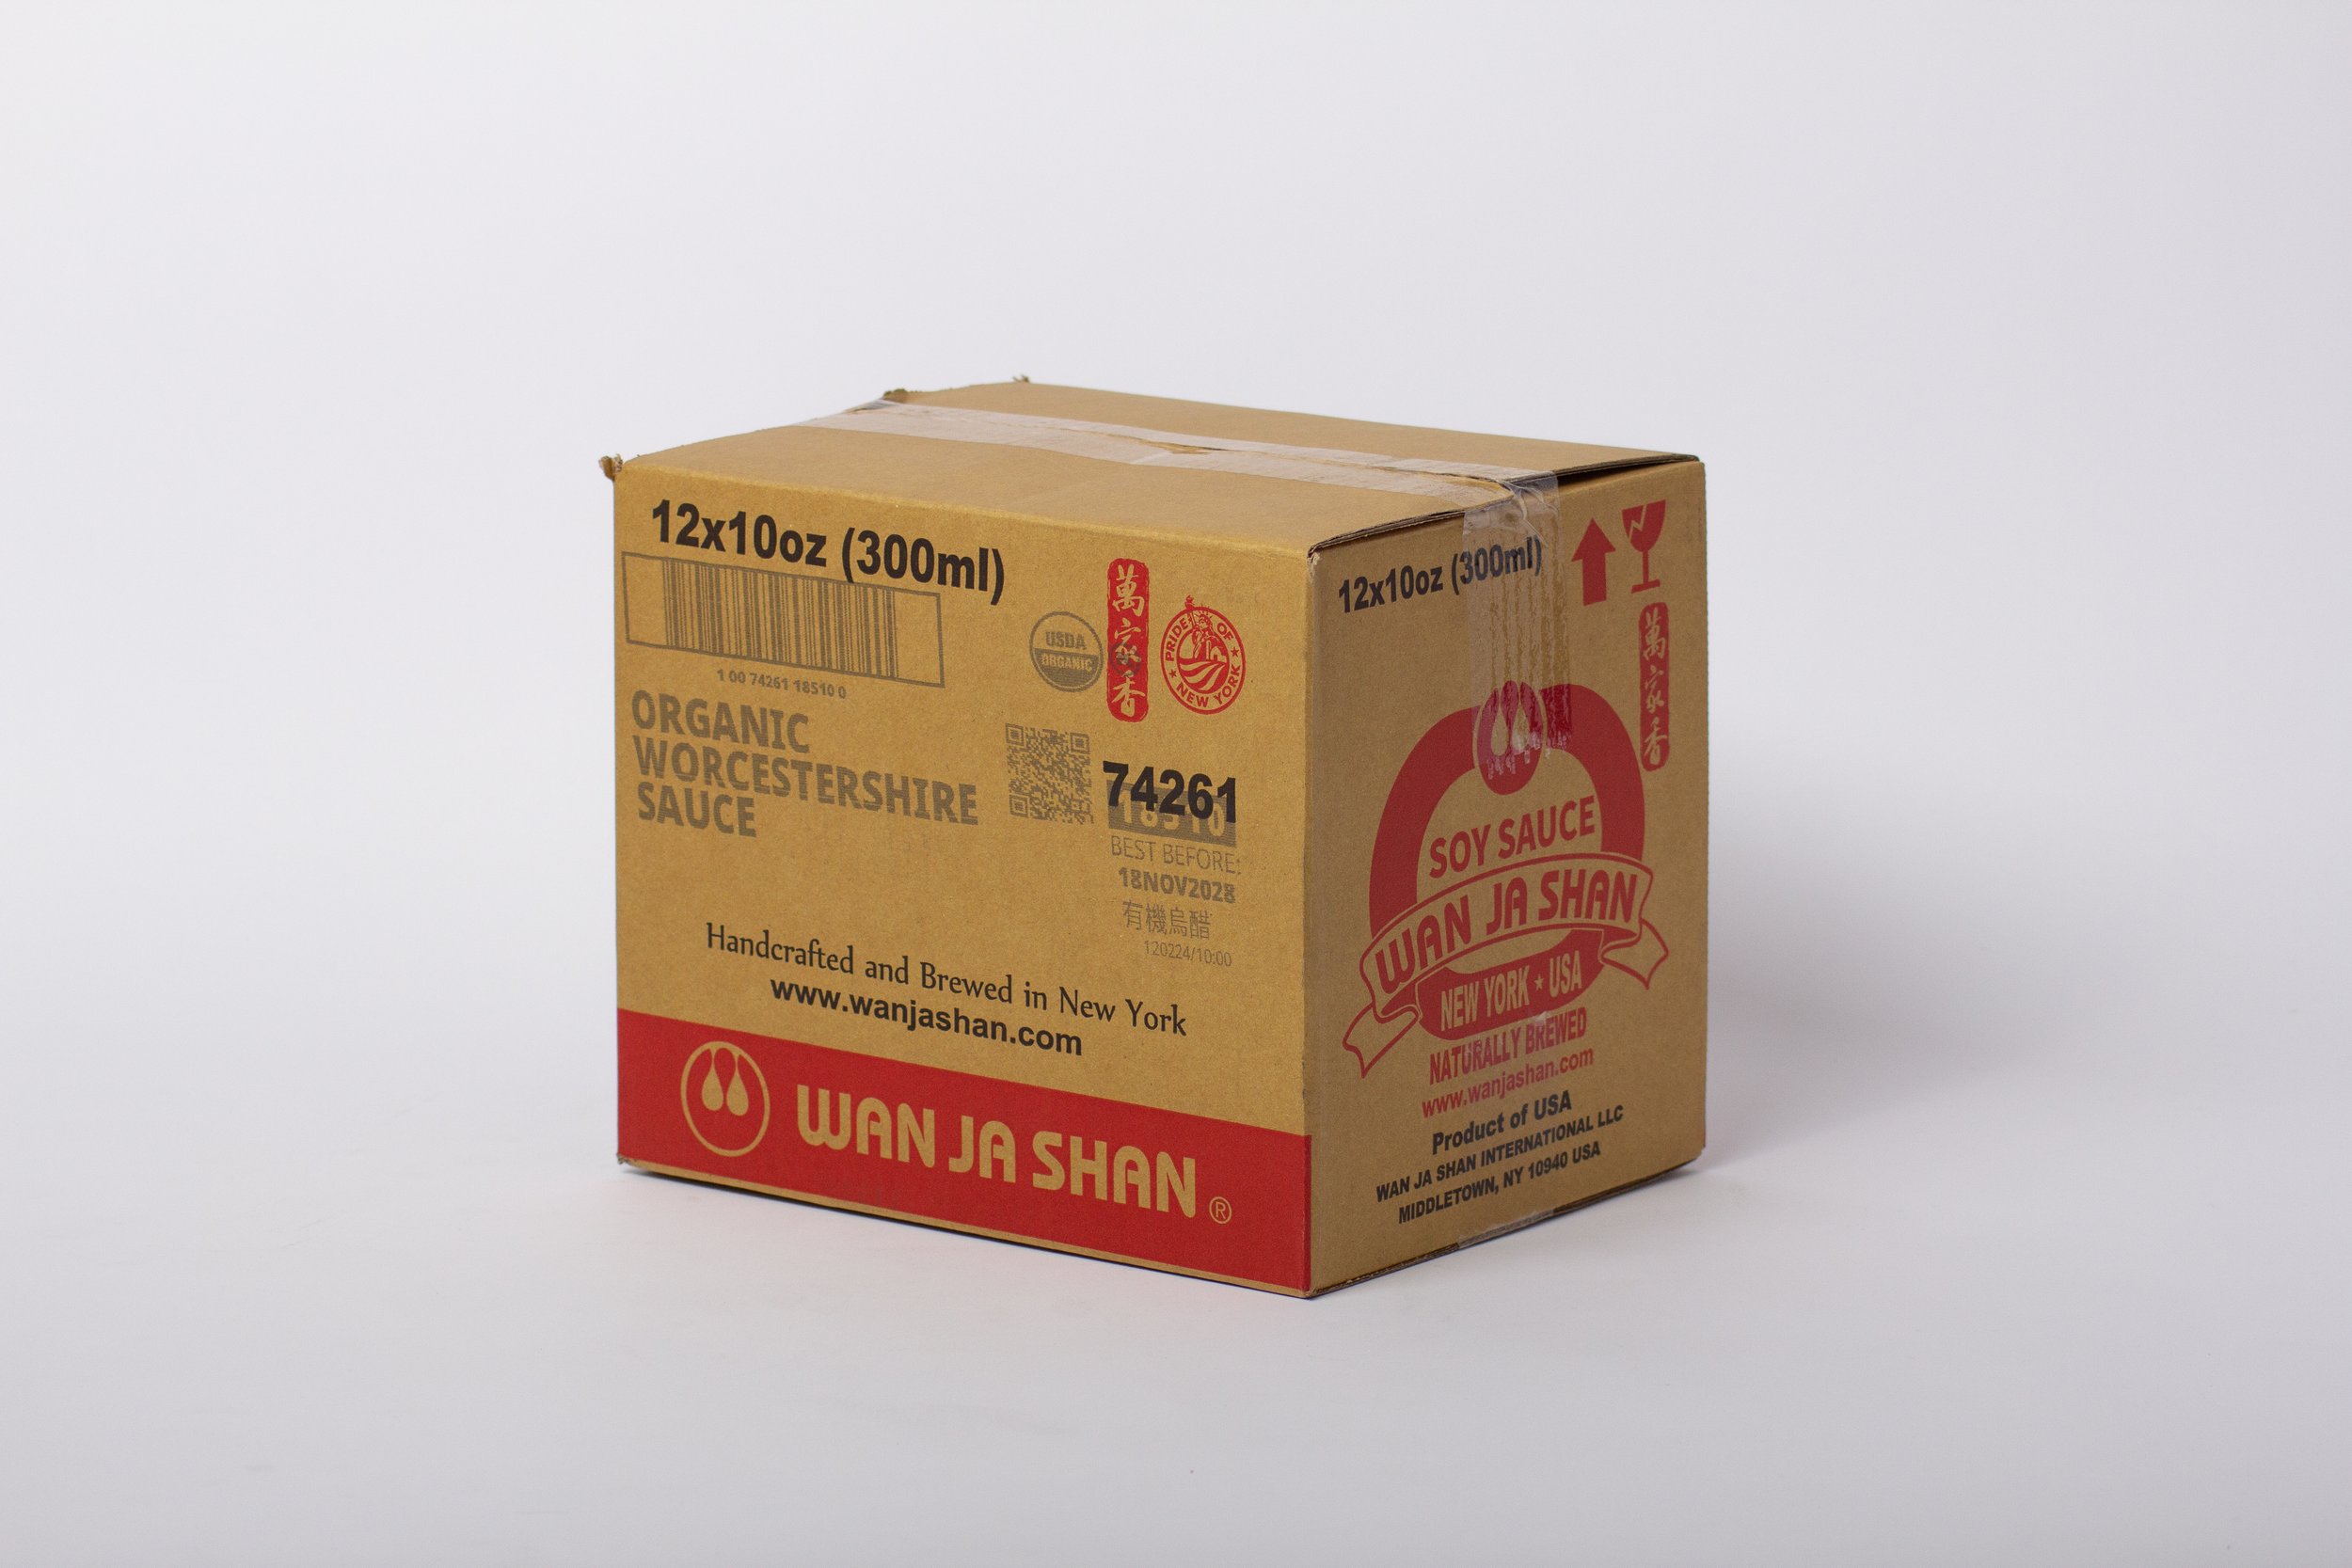 12x10oz (300ml)
1 00 74261 18510 0
USDA
ORGANIC
萬家香
PRIDE OF
NEW YORK
ORGANIC
WORCESTERSHIRE
SAUCE
74261
18510
BEST BEFORE:
18NOV2028
有機烏醋
120224/10:00
Handcrafted and Brewed in New York
www.wanjashan.com
WAN JA SHAN ®
12x10oz (300ml)
萬家香
SOY SAUCE
WAN JA SHAN
NEW YORK ★ USA
NATURALLY BREWED
www.wanjashan.com
Product of USA
WAN JA SHAN INTERNATIONAL LLC
MIDDLETOWN, NY 10940 USA